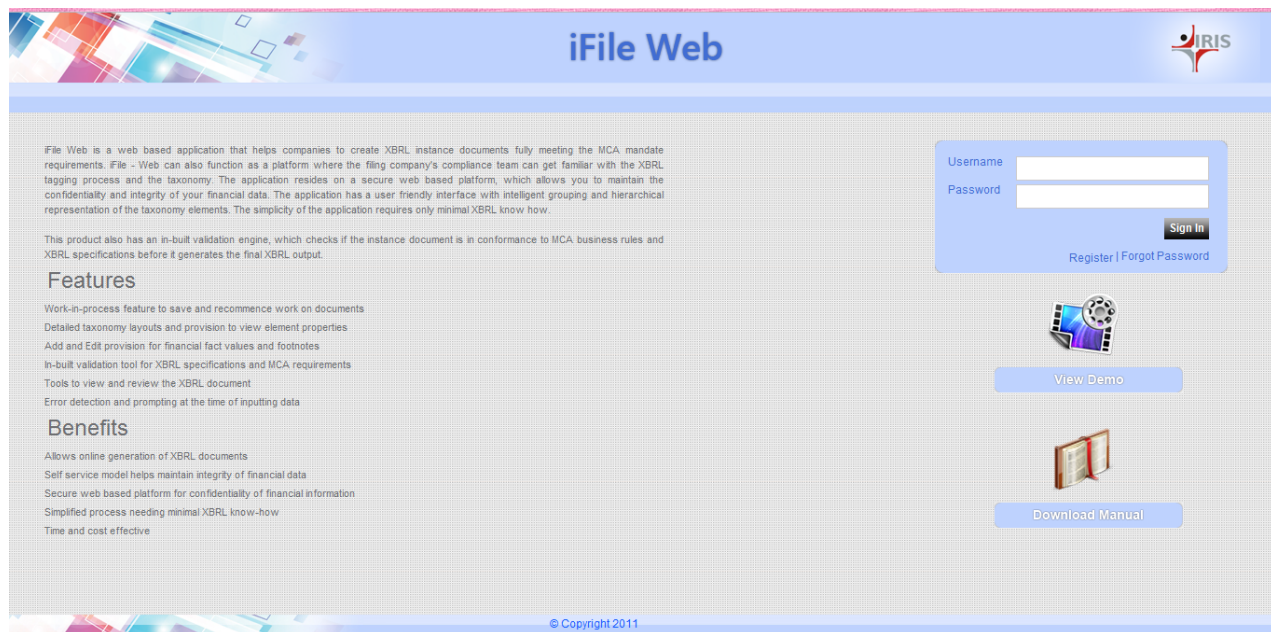 iFile Web
IRIS
iFile Web is a web based application that helps companies to create XBRL instance documents fully meeting the MCA mandate
requirements. iFile - Web can also function as a platform where the filing company's compliance team can get familiar with the XBRL
tagging process and the taxonomy. The application resides on a secure web based platform, which allows you to maintain the
confidentiality and integrity of your financial data. The application has a user friendly interface with intelligent grouping and hierarchical
representation of the taxonomy elements. The simplicity of the application requires only minimal XBRL know how.
This product also has an in-built validation engine, which checks if the instance document is in conformance to MCA business rules and
XBRL specifications before it generates the final XBRL output.
Features
Work-in-process feature to save and recommence work on documents
Detailed taxonomy layouts and provision to view element properties
Add and Edit provision for financial fact values and footnotes
In-built validation tool for XBRL specifications and MCA requirements
Tools to view and review the XBRL document
Error detection and prompting at the time of inputting data
Benefits
Allows online generation of XBRL documents
Self service model helps maintain integrity of financial data
Secure web based platform for confidentiality of financial information
Simplified process needing minimal XBRL know-how
Time and cost effective
Username
Password
Sign In
Register | Forgot Password
View Demo
Download Manual
© Copyright 2011